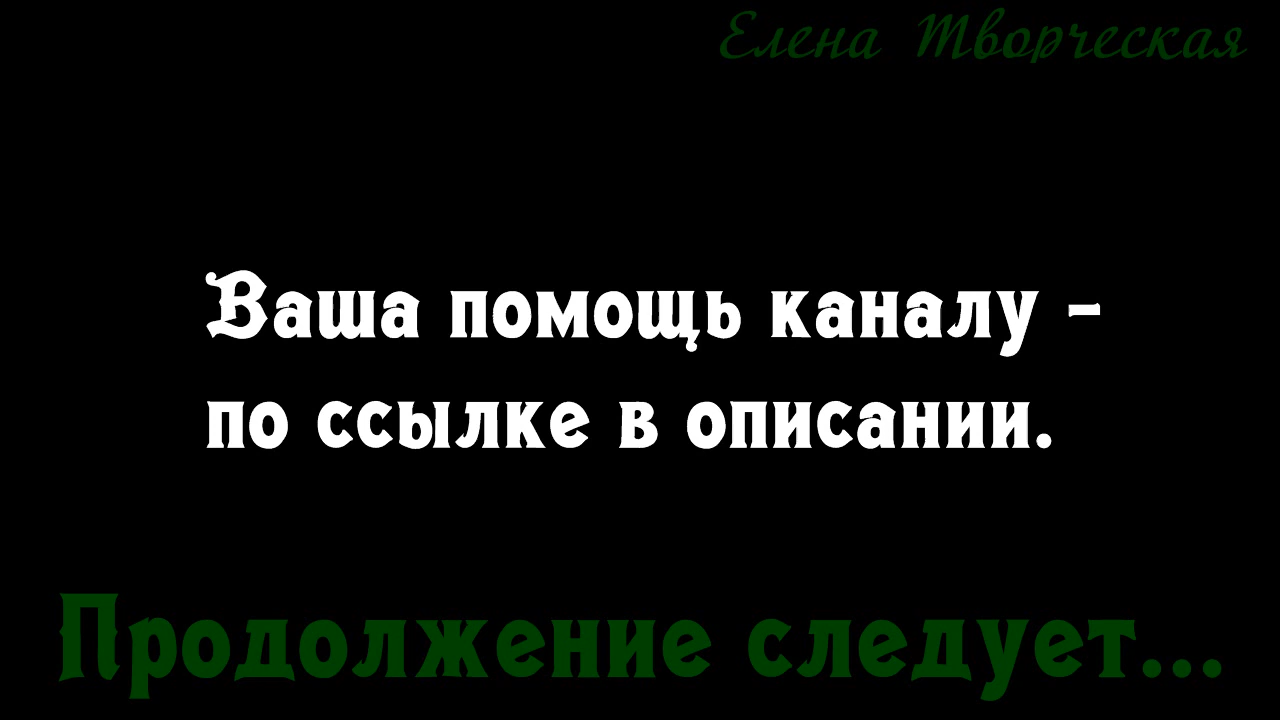 Елена Творческая
Ваша помощь каналу -
по ссылке в описании.
Продолжение следует...